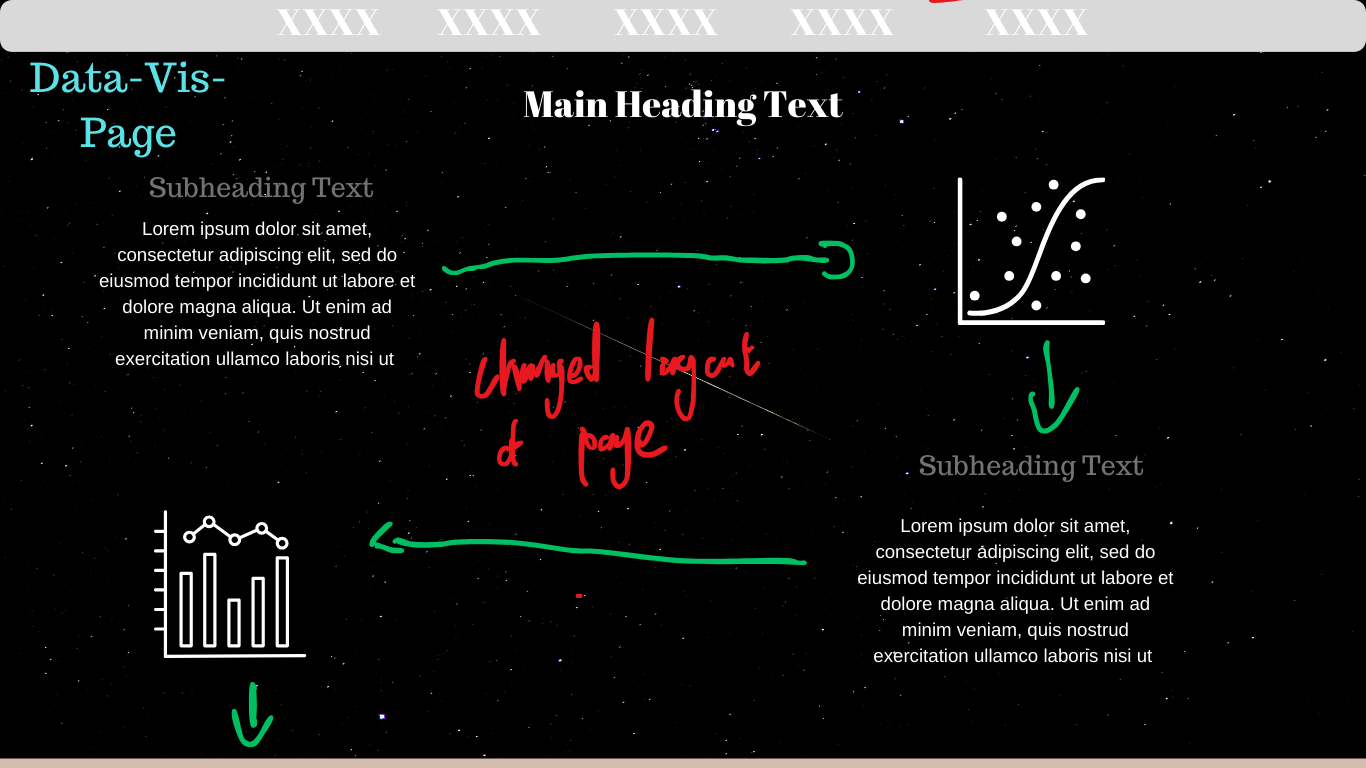 XXXX XXXX XXXX XXXX XXXX
Data-Vis-
Page
Main Heading Text
Subheading Text
Lorem ipsum dolor sit amet,
consectetur adipiscing elit, sed do
eiusmod tempor incididunt ut labore et
dolore magna aliqua. Ut enim ad
minim veniam, quis nostrud
exercitation ullamco laboris nisi ut
changed layout
of page
Subheading Text
Lorem ipsum dolor sit amet,
consectetur adipiscing elit, sed do
eiusmod tempor incididunt ut labore et
dolore magna aliqua. Ut enim ad
minim veniam, quis nostrud
exercitation ullamco laboris nisi ut